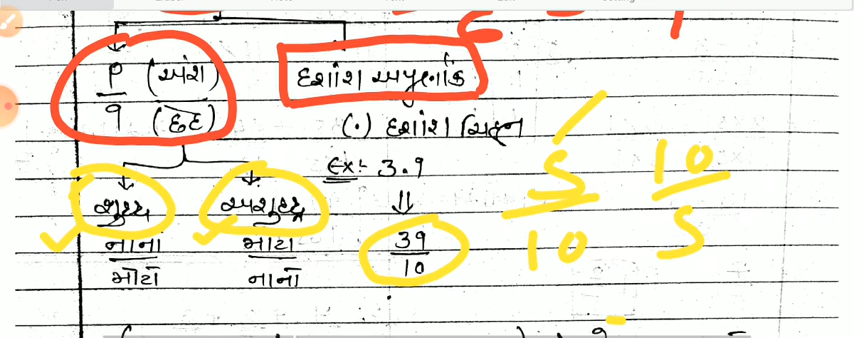 P (અંશ) દશાંશ અપૂર્ણાંક
q (છેદ)
(.) દશાંશ ચિહ્ન
Ex:- 3.9
5/10 10/5
શુદ્ધ અશુદ્ધ
નાનો મોટો 39
મોટો નાનો 10